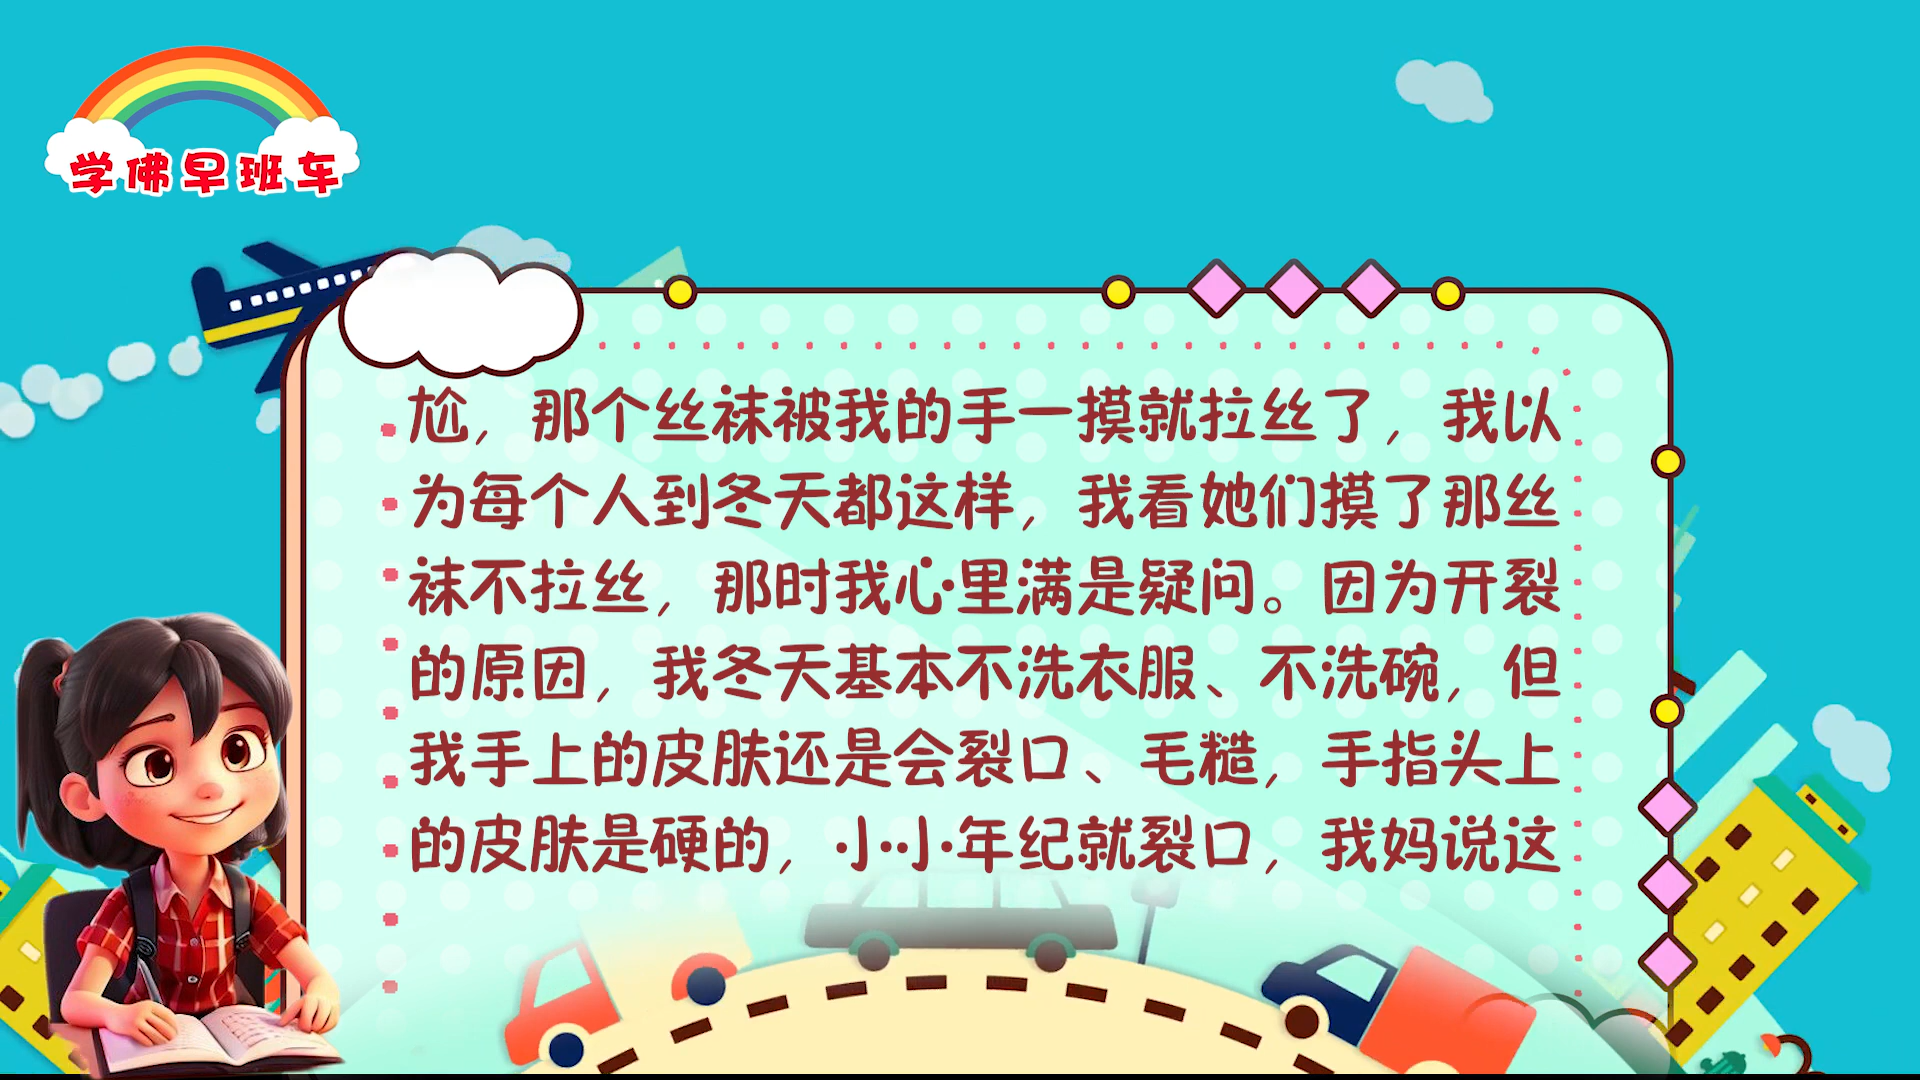 学佛早班车
尬，那个丝袜被我的手一摸就拉丝了，我以
为每个人到冬天都这样，我看她们摸了那丝
袜不拉丝，那时我心里满是疑问。因为开裂
的原因，我冬天基本不洗衣服、不洗碗，但
我手上的皮肤还是会裂口、毛糙，手指头上
的皮肤是硬的，小小年纪就裂口，我妈说这